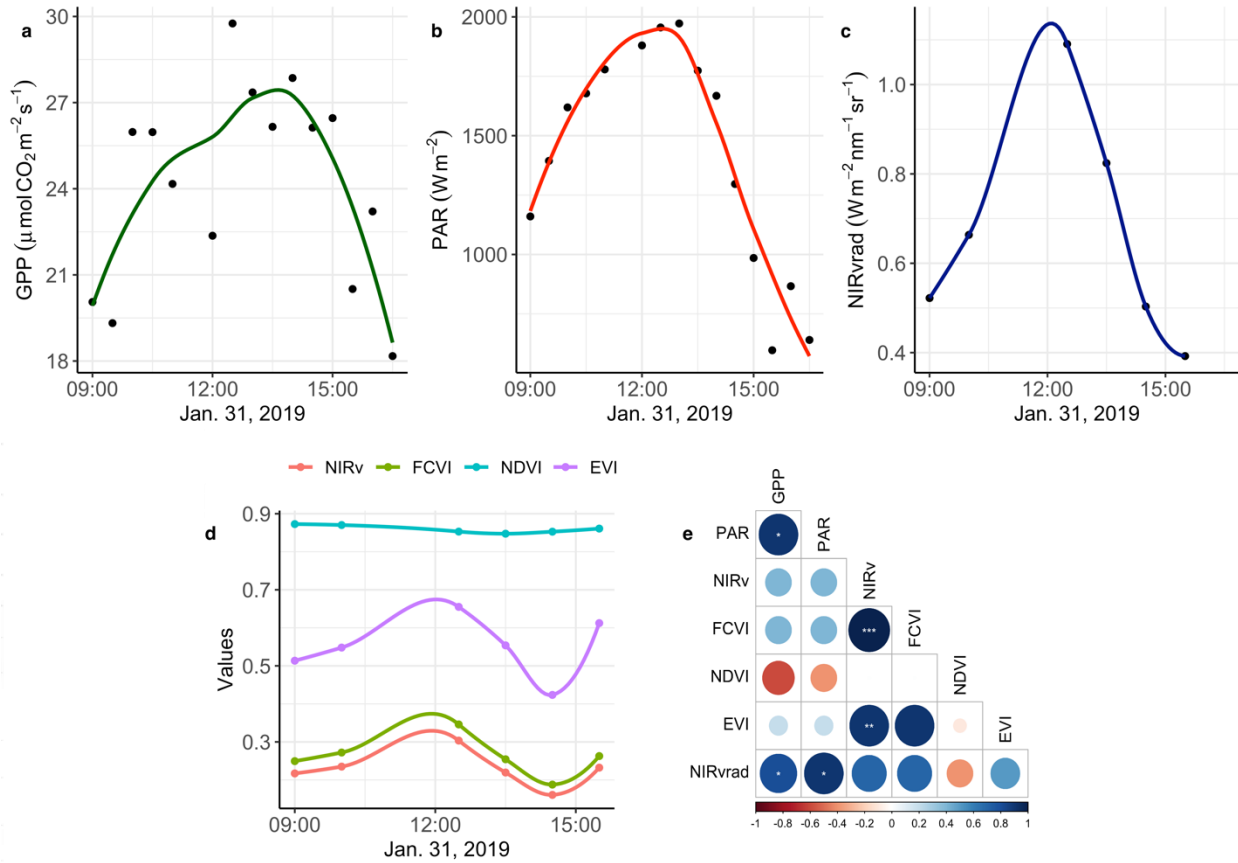 a
30
27
24
21
18
GPP (μmol CO₂ m⁻² s⁻¹)
09:00 12:00 15:00
Jan. 31, 2019
b
2000
1500
1000
PAR (W m⁻²)
09:00 12:00 15:00
Jan. 31, 2019
c
1.0
0.8
0.6
0.4
NIRvrad (W m⁻² nm⁻¹ sr⁻¹)
09:00 12:00 15:00
Jan. 31, 2019
NIRv FCVI NDVI EVI
d
0.9
0.7
0.5
0.3
Values
09:00 12:00 15:00
Jan. 31, 2019
e
GPP
PAR * PAR
NIRv NIRv
FCVI *** FCVI
NDVI NDVI
EVI ** EVI
NIRvrad * *
-1 -0.8 -0.6 -0.4 -0.2 0 0.2 0.4 0.6 0.8 1